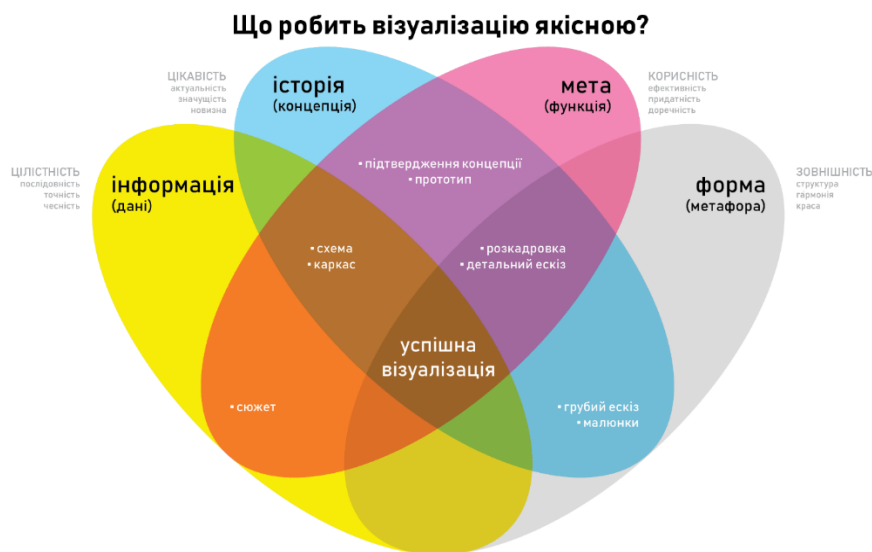 Що робить візуалізацію якісною?
ЦІКАВІСТЬ
актуальність
значущість
новизна
історія
(концепція)
мета
(функція)
КОРИСНІСТЬ
ефективність
придатність
доречність
ЦІЛІСТНІСТЬ
послідовність
точність
чесність
інформація
(дані)
• підтвердження концепції
• прототип
форма
(метафора)
ЗОВНІШНІСТЬ
структура
гармонія
краса
• схема
• каркас
• розкадровка
• детальний ескіз
успішна
візуалізація
• сюжет
• грубий ескіз
• малюнки